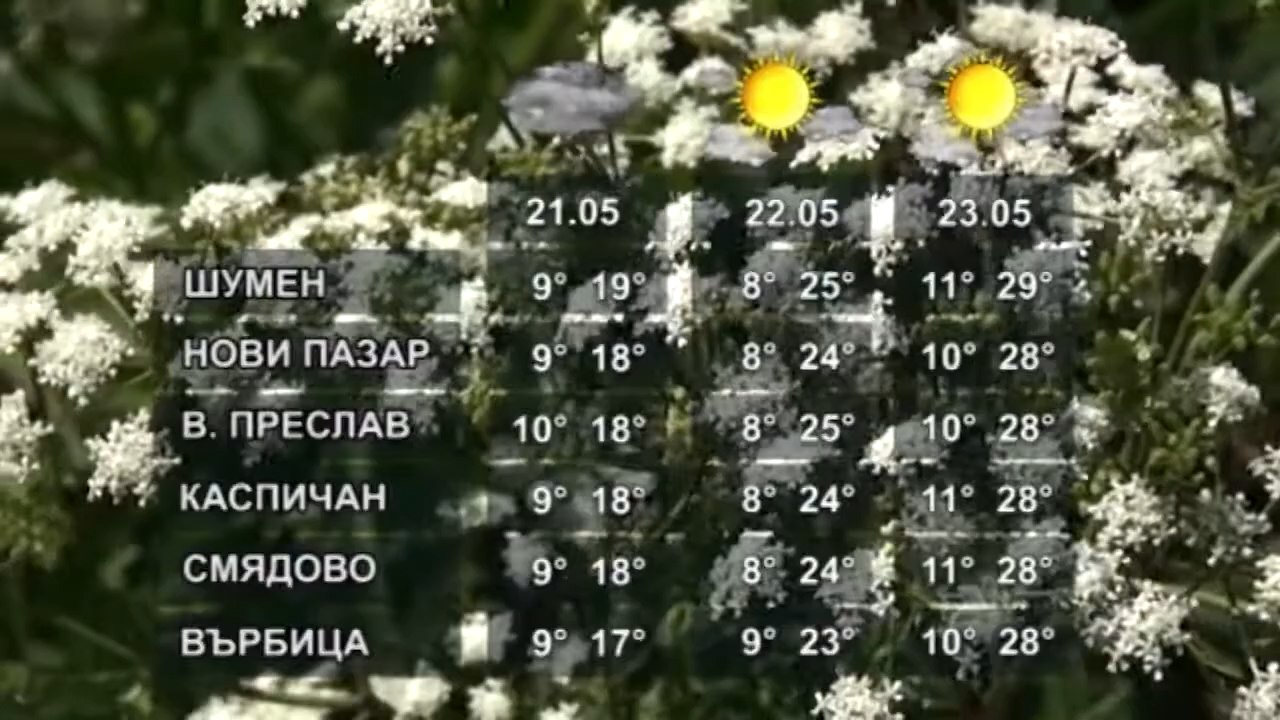 21.05 22.05 23.05
ШУМЕН 9° 19° 8° 25° 11° 29°
НОВИ ПАЗАР 9° 18° 8° 24° 10° 28°
В. ПРЕСЛАВ 10° 18° 8° 25° 10° 28°
КАСПИЧАН 9° 18° 8° 24° 11° 28°
СМЯДОВО 9° 18° 8° 24° 11° 28°
ВЪРБИЦА 9° 17° 9° 23° 10° 28°